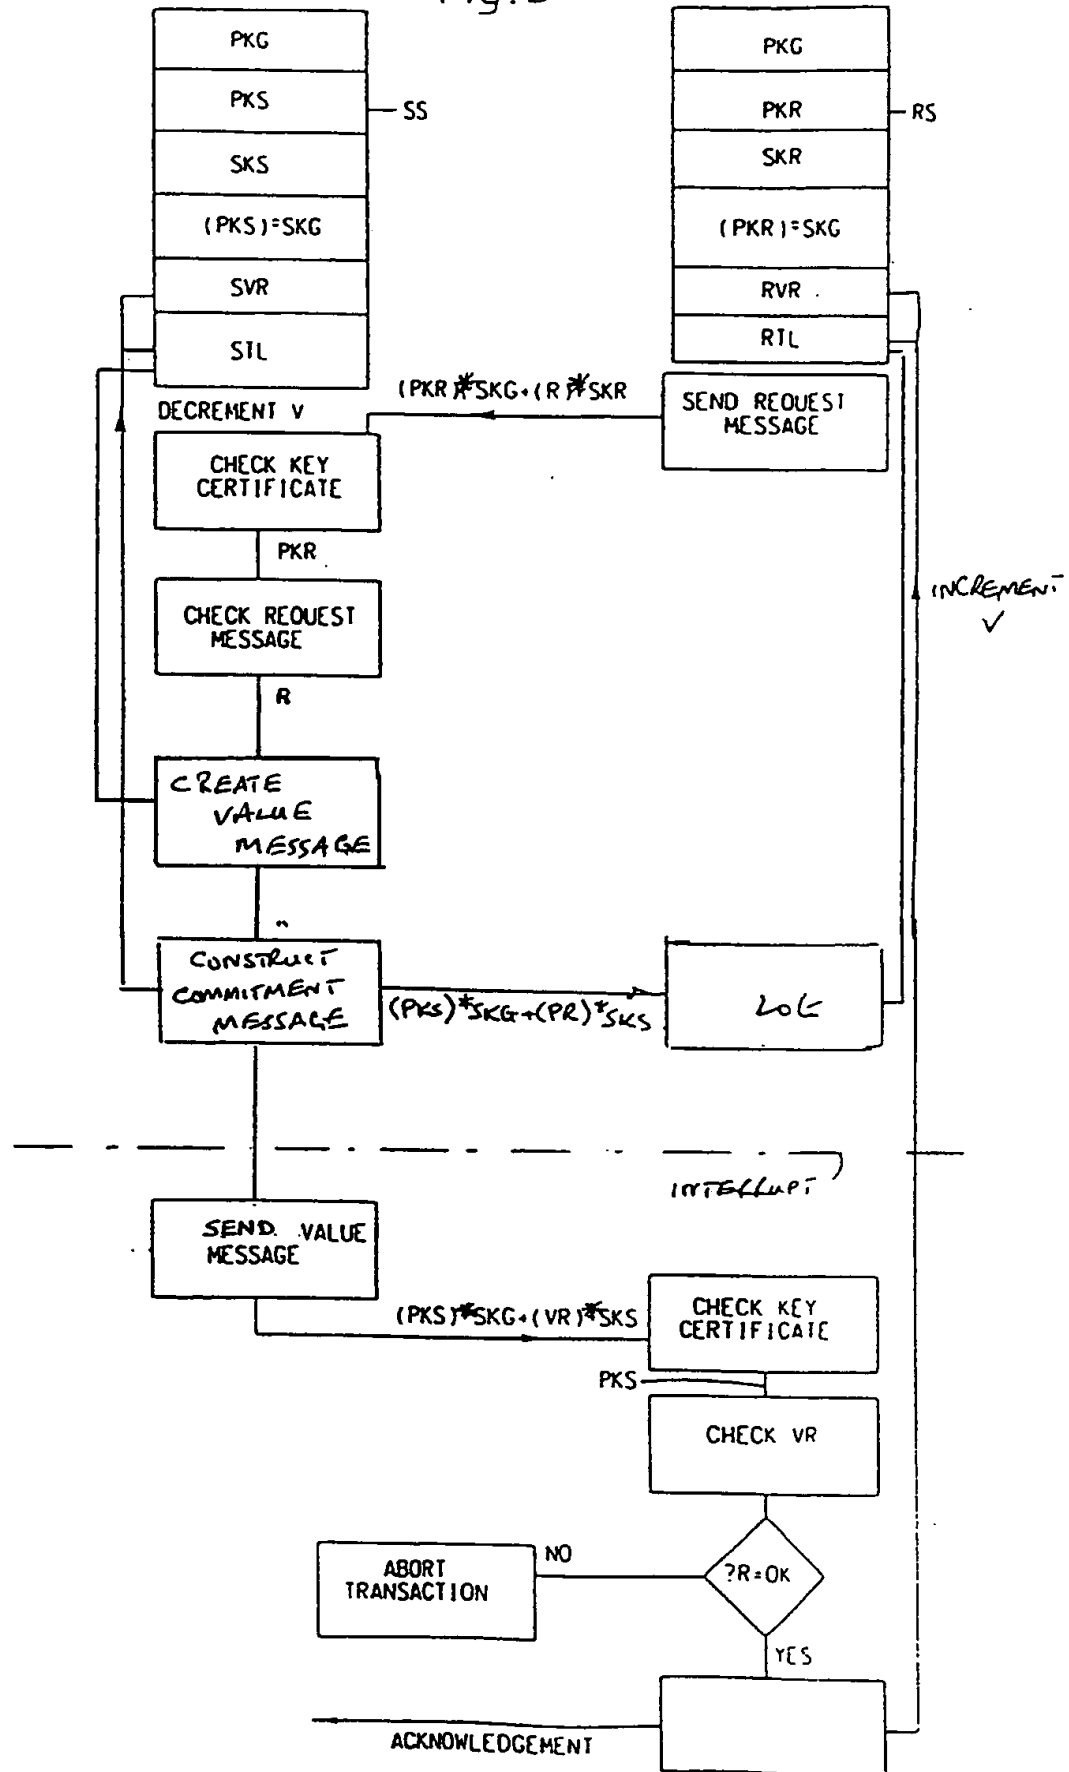 PKG
PKS
SS
SKS
(PKS)=SKG
SVR
STL
DECREMENT V
PKG
PKR
RS
SKR
(PKR)=SKG
RVR
RTL
(PKR)*SKG+(R)*SKR
SEND REQUEST
MESSAGE
CHECK KEY
CERTIFICATE
PKR
CHECK REQUEST
MESSAGE
R
INCREMENT
V
CREATE
VALUE
MESSAGE
CONSTRUCT
COMMITMENT
MESSAGE
(PKS)*SKG+(PR)*SKS
INTERRUPT
SEND VALUE
MESSAGE
(PKS)*SKG+(VR)*SKS
CHECK KEY
CERTIFICATE
PKS
CHECK VR
?R=OK
NO
ABORT
TRANSACTION
YES
ACKNOWLEDGEMENT